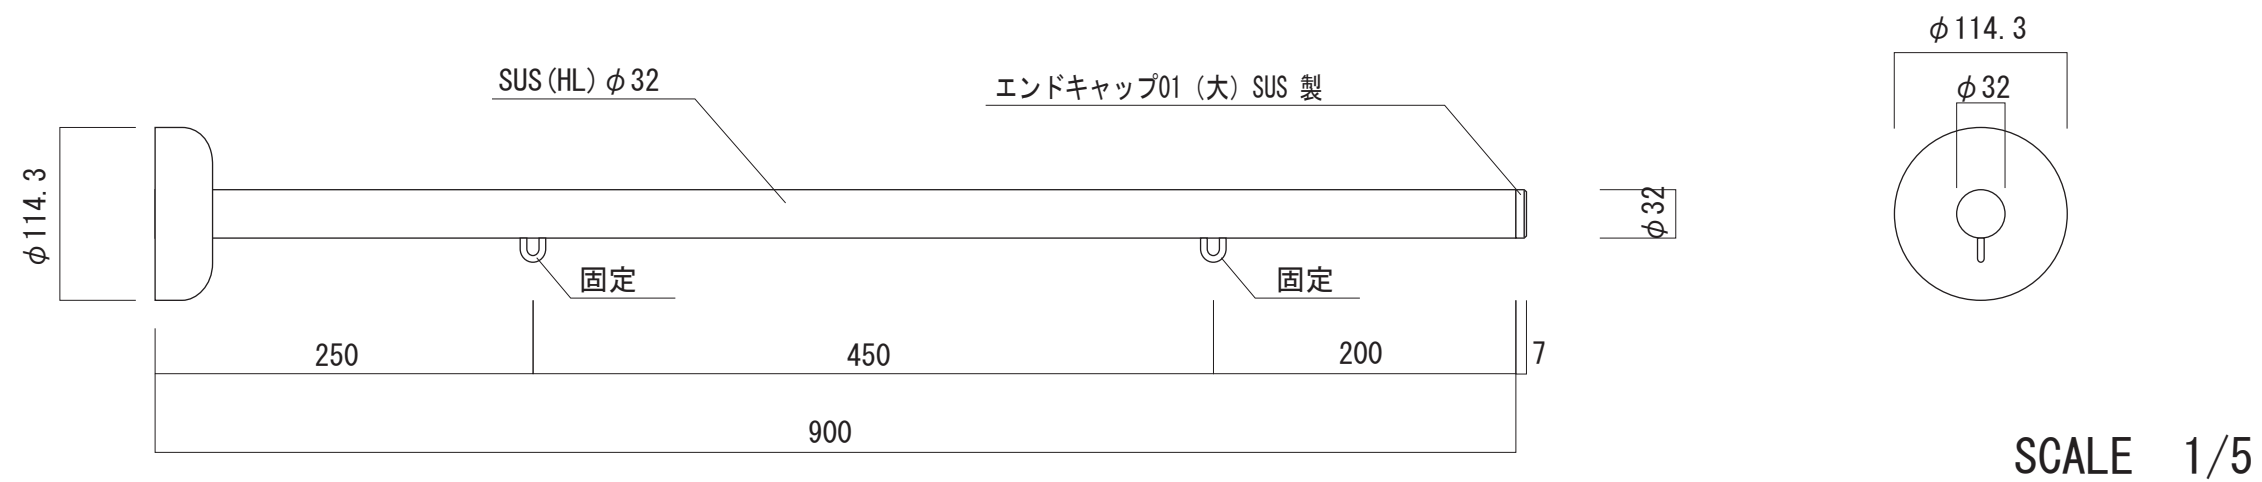 φ114.3
SUS(HL)φ32
エンドキャップ01（大）SUS 製
φ32
φ114.3
φ32
固定
固定
250
450
200
7
900
SCALE 1/5